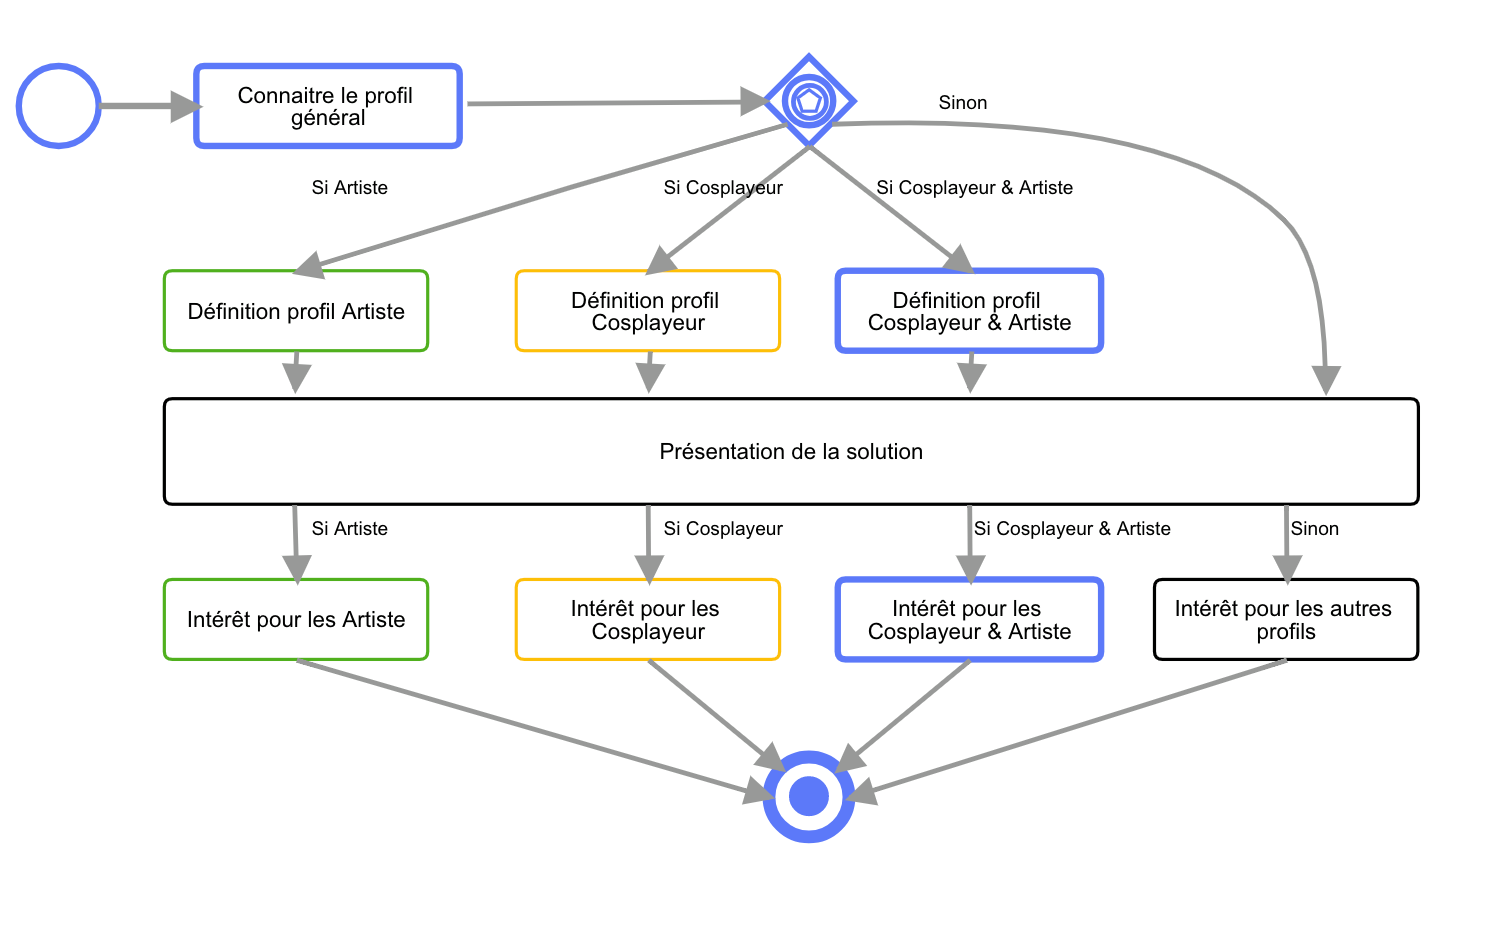 Connaitre le profil
général
Sinon
Si Artiste
Si Cosplayeur
Si Cosplayeur & Artiste
Définition profil Artiste
Définition profil
Cosplayeur
Définition profil
Cosplayeur & Artiste
Présentation de la solution
Si Artiste
Si Cosplayeur
Si Cosplayeur & Artiste
Sinon
Intérêt pour les Artiste
Intérêt pour les
Cosplayeur
Intérêt pour les
Cosplayeur & Artiste
Intérêt pour les autres
profils